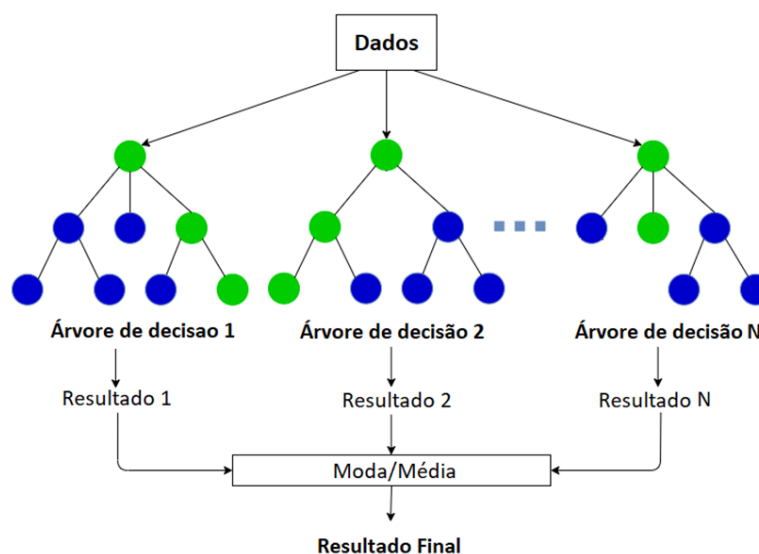 Dados
Árvore de decisao 1
Árvore de decisão 2
Árvore de decisão N
Resultado 1
Resultado 2
Resultado N
Moda/Média
Resultado Final